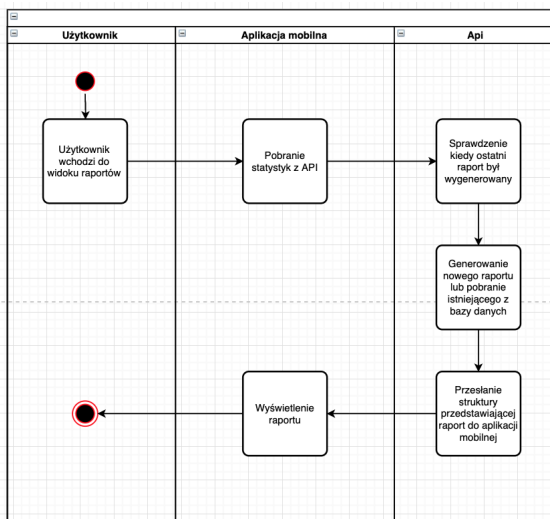 Użytkownik
Aplikacja mobilna
Api
Użytkownik
wchodzi do
widoku raportów
Pobranie
statystyk z API
Sprawdzenie
kiedy ostatni
raport był
wygenerowany
Generowanie
nowego raportu
lub pobranie
istniejącego z
bazy danych
Przesłanie
struktury
przedstawiającej
raport do aplikacji
mobilnej
Wyświetlenie
raportu